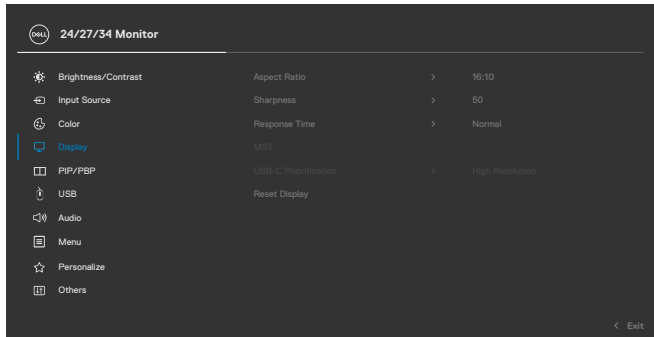 DELL 24/27/34 Monitor
Brightness/Contrast Aspect Ratio > 16:10
Input Source Sharpness > 50
Color Response Time > Normal
Display MST
PIP/PBP USB-C Prioritization > High Resolution
USB Reset Display
Audio
Menu
Personalize
Others
< Exit